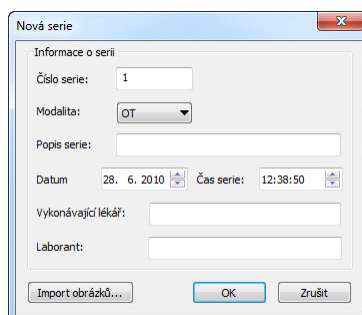 Nová serie
Informace o serii
Číslo serie: 1
Modalita: OT
Popis serie:
Datum 28. 6. 2010 Čas serie: 12:38:50
Vykonávající lékář:
Laborant:
Import obrázků... OK Zrušit